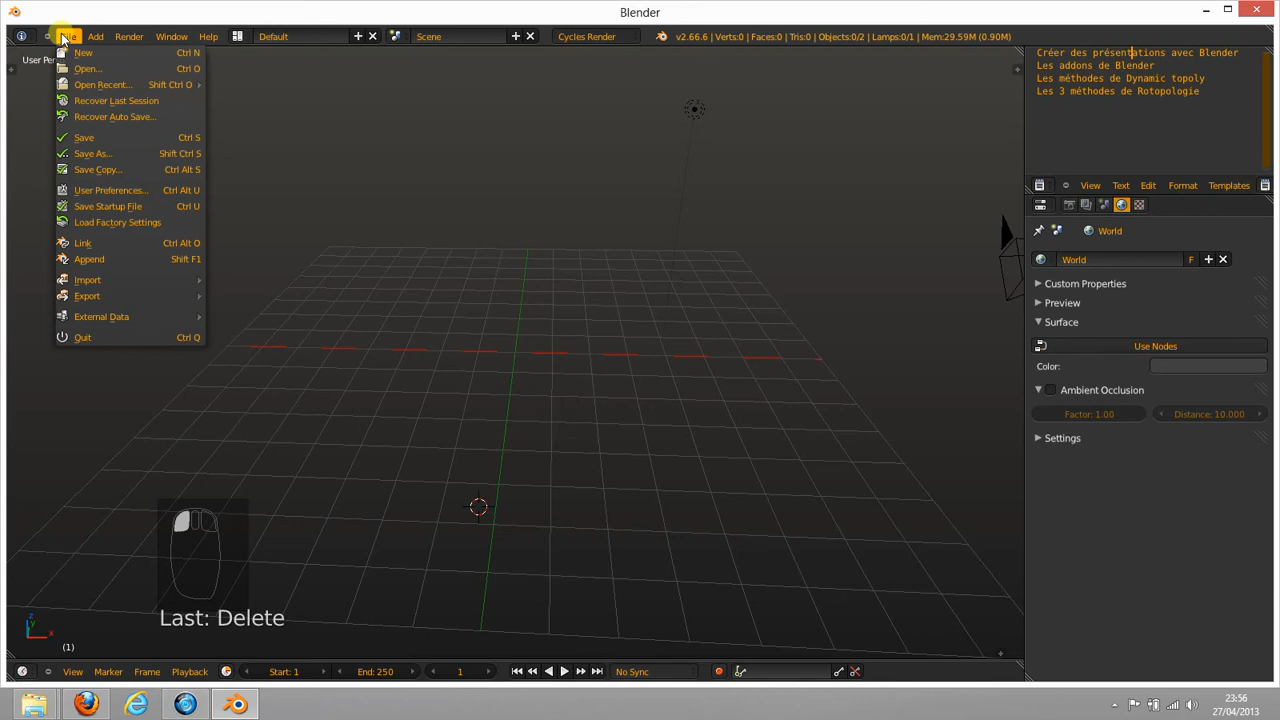 Blender
File Add Render Window Help Default Scene Cycles Render v2.66.6 | Verts:0 | Faces:0 | Tris:0 | Objects:0/2 | Lamps:0/1 | Mem:29.59M (0.90M)
User Per
New Ctrl N
Open... Ctrl O
Open Recent... Shift Ctrl O
Recover Last Session
Recover Auto Save...
Save Ctrl S
Save As... Shift Ctrl S
Save Copy... Ctrl Alt S
User Preferences... Ctrl Alt U
Save Startup File Ctrl U
Load Factory Settings
Link Ctrl Alt O
Append Shift F1
Import
Export
External Data
Quit Ctrl Q
Créer des présentations avec Blender
Les addons de Blender
Les méthodes de Dynamic topoly
Les 3 méthodes de Rotopologie
View Text Edit Format Templates
World
World F
Custom Properties
Preview
Surface
Use Nodes
Color:
Ambient Occlusion
Factor: 1.00 Distance: 10.000
Settings
Last: Delete
z
x
(1)
View Marker Frame Playback Start: 1 End: 250 1 No Sync
23:56
27/04/2013